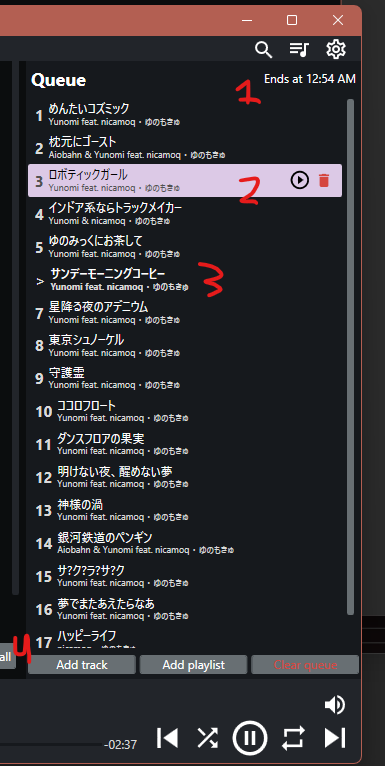 Queue
Ends at 12:54 AM
1
1 めんたいコズミック
Yunomi feat. nicamoq • ゆのもきゅ
2 枕元にゴースト
Aiobahn & Yunomi feat. nicamoq • ゆのもきゅ
3 ロボティックガール
Yunomi feat. nicamoq • ゆのもきゅ
2
4 インドア系ならトラックメイカー
Yunomi & nicamoq • ゆのもきゅ
5 ゆのみっくにお茶して
Yunomi feat. nicamoq • ゆのもきゅ
> サンデーモーニングコーヒー
Yunomi feat. nicamoq • ゆのもきゅ
3
7 星降る夜のアデニウム
Yunomi feat. nicamoq • ゆのもきゅ
8 東京シュノーケル
Yunomi feat. nicamoq • ゆのもきゅ
9 守護霊
Yunomi feat. nicamoq • ゆのもきゅ
10 ココロフロート
Yunomi feat. nicamoq • ゆのもきゅ
11 ダンスフロアの果実
Yunomi feat. nicamoq • ゆのもきゅ
12 明けない夜、醒めない夢
Yunomi feat. nicamoq • ゆのもきゅ
13 神様の渦
Yunomi feat. nicamoq • ゆのもきゅ
14 銀河鉄道のペンギン
Aiobahn & Yunomi feat. nicamoq • ゆのもきゅ
15 サ?ク?ラ?サ?ク
Yunomi feat. nicamoq • ゆのもきゅ
16 夢でまたあえたらなあ
Yunomi feat. nicamoq • ゆのもきゅ
17 ハッピーライフ
nicamoq • ゆのもきゅ
4
all
Add track
Add playlist
Clear queue
-02:37